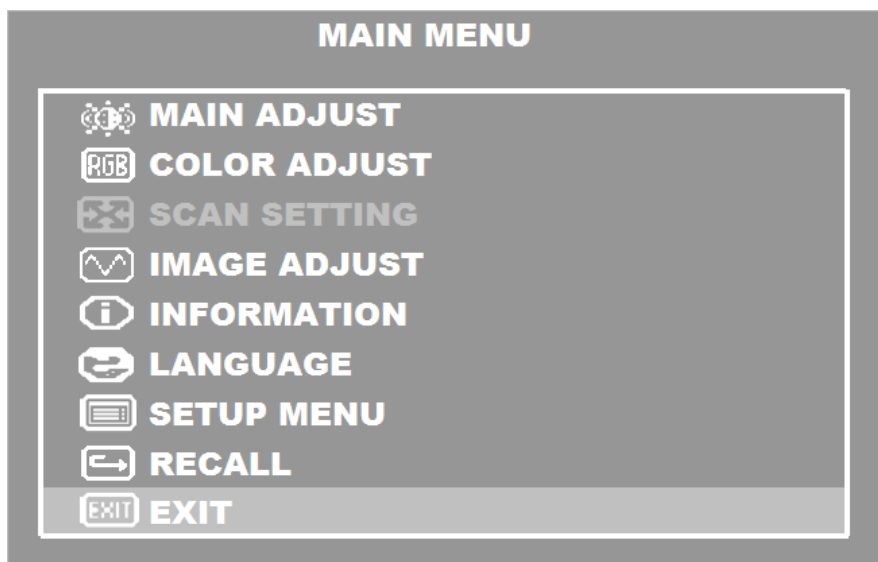 MAIN MENU
MAIN ADJUST
RGB COLOR ADJUST
SCAN SETTING
IMAGE ADJUST
i INFORMATION
LANGUAGE
SETUP MENU
RECALL
EXIT EXIT